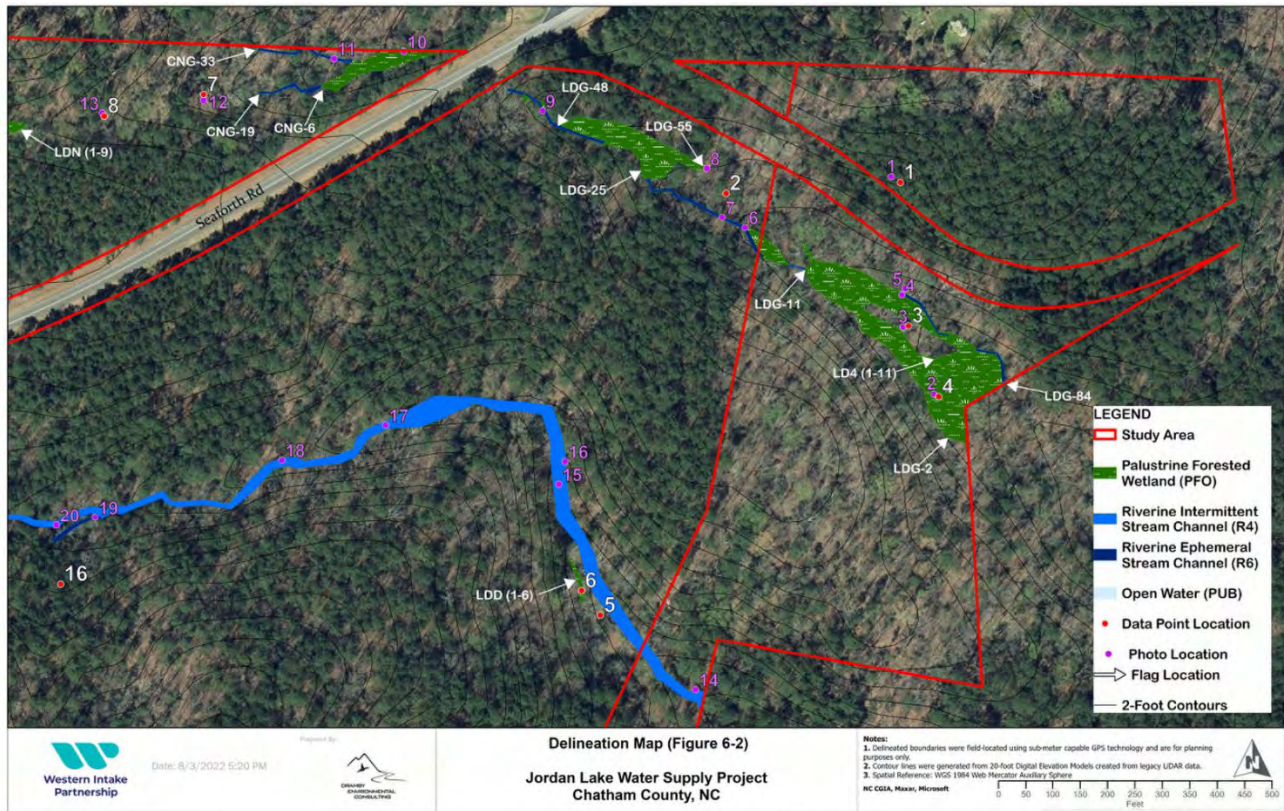 10
11
CNG-33
7
12
13
8
CNG-19
CNG-6
LDN (1-9)
Seaforth Rd
9
LDG-48
LDG-55
8
LDG-25
2
7
6
1
1
LDG-11
5
4
3
3
LD4 (1-11)
2
4
LDG-84
LDG-2
17
18
16
15
20
19
16
LDD (1-6)
6
5
14
LEGEND
Study Area
Palustrine Forested
Wetland (PFO)
Riverine Intermittent
Stream Channel (R4)
Riverine Ephemeral
Stream Channel (R6)
Open Water (PUB)
Data Point Location
Photo Location
Flag Location
2-Foot Contours
Western Intake
Partnership
Date: 8/3/2022 5:20 PM
Prepared By:
DRAMBY
ENVIRONMENTAL
CONSULTING
Delineation Map (Figure 6-2)
Jordan Lake Water Supply Project
Chatham County, NC
Notes:
1. Delineated boundaries were field-located using sub-meter capable GPS technology and are for planning
purposes only.
2. Contour lines were generated from 20-foot Digital Elevation Models created from legacy LiDAR data.
3. Spatial Reference: WGS 1984 Web Mercator Auxiliary Sphere
NC CGIA, Maxar, Microsoft
N
0 50 100 150 200 250 300 350 400 450 500
Feet